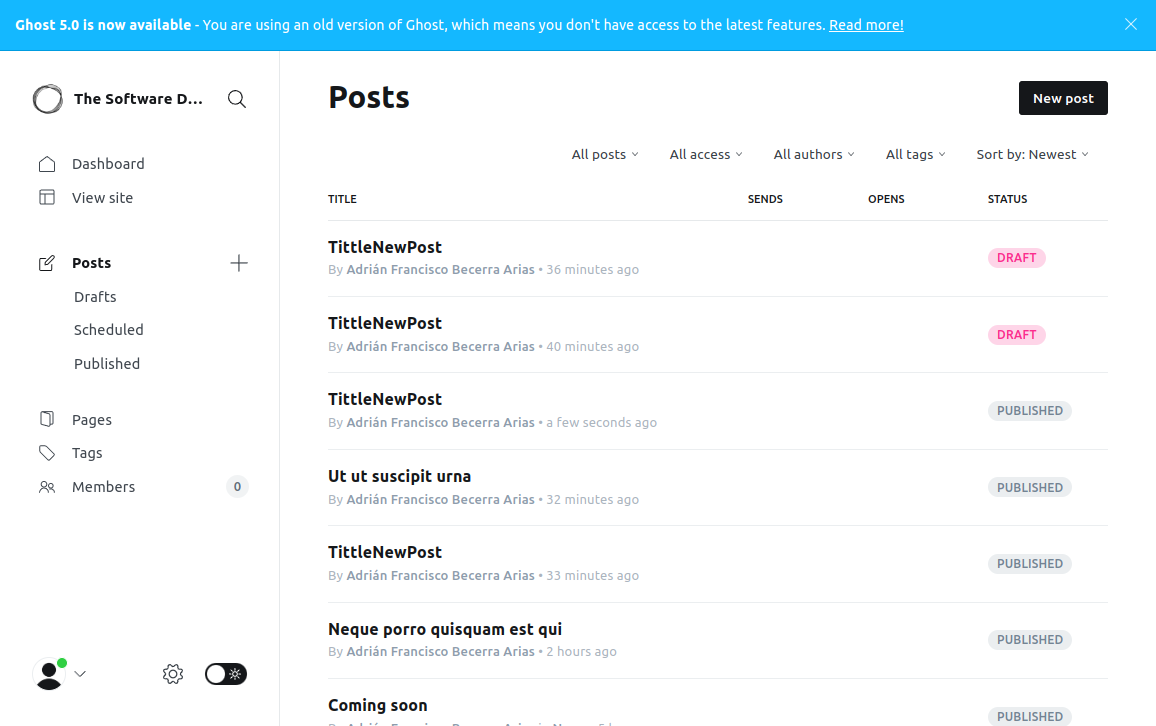 Ghost 5.0 is now available - You are using an old version of Ghost, which means you don't have access to the latest features. Read more!
The Software D...
Dashboard
View site
Posts
Drafts
Scheduled
Published
Pages
Tags
Members 0
Posts
New post
All posts All access All authors All tags Sort by: Newest
TITLE SENDS OPENS STATUS
TittleNewPost
By Adrián Francisco Becerra Arias • 36 minutes ago
DRAFT
TittleNewPost
By Adrián Francisco Becerra Arias • 40 minutes ago
DRAFT
TittleNewPost
By Adrián Francisco Becerra Arias • a few seconds ago
PUBLISHED
Ut ut suscipit urna
By Adrián Francisco Becerra Arias • 32 minutes ago
PUBLISHED
TittleNewPost
By Adrián Francisco Becerra Arias • 33 minutes ago
PUBLISHED
Neque porro quisquam est qui
By Adrián Francisco Becerra Arias • 2 hours ago
PUBLISHED
Coming soon
PUBLISHED